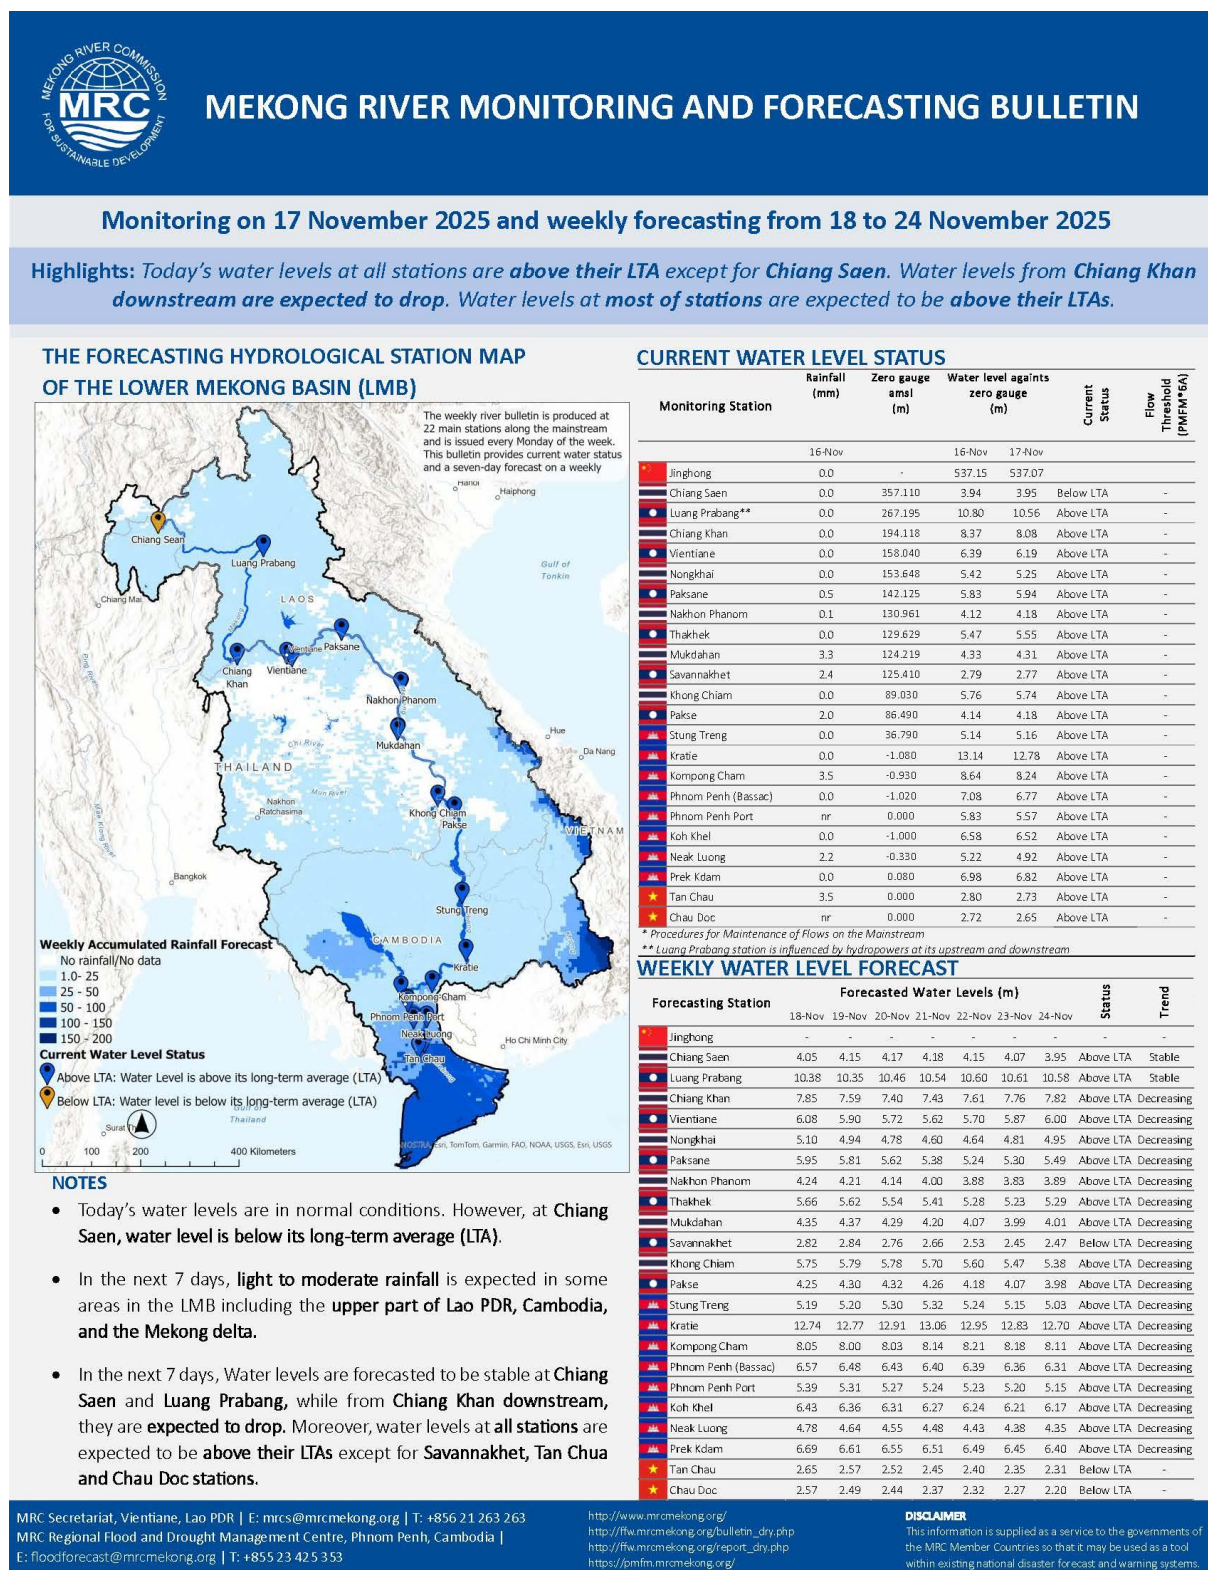 MEKONG RIVER COMMISSION
MRC
FOR SUSTAINABLE DEVELOPMENT
MEKONG RIVER MONITORING AND FORECASTING BULLETIN
Monitoring on 17 November 2025 and weekly forecasting from 18 to 24 November 2025
Highlights: Today's water levels at all stations are above their LTA except for Chiang Saen. Water levels from Chiang Khan
downstream are expected to drop. Water levels at most of stations are expected to be above their LTAs.
THE FORECASTING HYDROLOGICAL STATION MAP
OF THE LOWER MEKONG BASIN (LMB)
The weekly river bulletin is produced at
22 main stations along the mainstream
and is issued every Monday of the week.
This bulletin provides current water status
and a seven-day forecast on a weekly
Hanoi
Haiphong
Chiang Sean
Luang Prabang
Gulf of
Tonkin
Chiang Mai
LAOS
Mekong
Ping River
Vientiane
Paksane
Chiang
Khan
Vientiane
Nakhon Phanom
Hue
Mukdahan
Da Nang
Chi River
THAILAND
Mun River
Nakhon
Ratchasima
Khong Chiam
Pakse
Mae Klong River
VIETNAM
Bangkok
Stung Treng
CAMBODIA
Kratie
Kompong Cham
Phnom Penh Port
Neak Luong
Ho Chi Minh City
Tan Chau
Weekly Accumulated Rainfall Forecast
No rainfall/No data
1.0- 25
25 - 50
50 - 100
100 - 150
150 - 200
Current Water Level Status
Above LTA: Water Level is above its long-term average (LTA)
Below LTA: Water level is below its long-term average (LTA)
Gulf of
Thailand
Surat Th
0 100 200 400 Kilometers
NOSTRA, Esri, TomTom, Garmin, FAO, NOAA, USGS, Esri, USGS
NOTES
• Today's water levels are in normal conditions. However, at Chiang
Saen, water level is below its long-term average (LTA).
• In the next 7 days, light to moderate rainfall is expected in some
areas in the LMB including the upper part of Lao PDR, Cambodia,
and the Mekong delta.
• In the next 7 days, Water levels are forecasted to be stable at Chiang
Saen and Luang Prabang, while from Chiang Khan downstream,
they are expected to drop. Moreover, water levels at all stations are
expected to be above their LTAs except for Savannakhet, Tan Chua
and Chau Doc stations.
CURRENT WATER LEVEL STATUS
Monitoring Station Rainfall (mm) Zero gauge amsl (m) Water level againts zero gauge (m) Current Status Flow Threshold (PMFM*6A)
16-Nov 16-Nov 17-Nov
Jinghong 0.0 - 537.15 537.07
Chiang Saen 0.0 357.110 3.94 3.95 Below LTA -
Luang Prabang** 0.0 267.195 10.80 10.56 Above LTA -
Chiang Khan 0.0 194.118 8.37 8.08 Above LTA -
Vientiane 0.0 158.040 6.39 6.19 Above LTA -
Nongkhai 0.0 153.648 5.42 5.25 Above LTA -
Paksane 0.5 142.125 5.83 5.94 Above LTA -
Nakhon Phanom 0.1 130.961 4.12 4.18 Above LTA -
Thakhek 0.0 129.629 5.47 5.55 Above LTA -
Mukdahan 3.3 124.219 4.33 4.31 Above LTA -
Savannakhet 2.4 125.410 2.79 2.77 Above LTA -
Khong Chiam 0.0 89.030 5.76 5.74 Above LTA -
Pakse 2.0 86.490 4.14 4.18 Above LTA -
Stung Treng 0.0 36.790 5.14 5.16 Above LTA -
Kratie 0.0 -1.080 13.14 12.78 Above LTA -
Kompong Cham 3.5 -0.930 8.64 8.24 Above LTA -
Phnom Penh (Bassac) 0.0 -1.020 7.08 6.77 Above LTA -
Phnom Penh Port nr 0.000 5.83 5.57 Above LTA -
Koh Khel 0.0 -1.000 6.58 6.52 Above LTA -
Neak Luong 2.2 -0.330 5.22 4.92 Above LTA -
Prek Kdam 0.0 0.080 6.98 6.82 Above LTA -
Tan Chau 3.5 0.000 2.80 2.73 Above LTA -
Chau Doc nr 0.000 2.72 2.65 Above LTA -
* Procedures for Maintenance of Flows on the Mainstream
** Luang Prabang station is influenced by hydropowers at its upstream and downstream
WEEKLY WATER LEVEL FORECAST
Forecasting Station Forecasted Water Levels (m) Status Trend
18-Nov 19-Nov 20-Nov 21-Nov 22-Nov 23-Nov 24-Nov
Jinghong - - - - - - - - -
Chiang Saen 4.05 4.15 4.17 4.18 4.15 4.07 3.95 Above LTA Stable
Luang Prabang 10.38 10.35 10.46 10.54 10.60 10.61 10.58 Above LTA Stable
Chiang Khan 7.85 7.59 7.40 7.43 7.61 7.76 7.82 Above LTA Decreasing
Vientiane 6.08 5.90 5.72 5.62 5.70 5.87 6.00 Above LTA Decreasing
Nongkhai 5.10 4.94 4.78 4.60 4.64 4.81 4.95 Above LTA Decreasing
Paksane 5.95 5.81 5.62 5.38 5.24 5.30 5.49 Above LTA Decreasing
Nakhon Phanom 4.24 4.21 4.14 4.00 3.88 3.83 3.89 Above LTA Decreasing
Thakhek 5.66 5.62 5.54 5.41 5.28 5.23 5.29 Above LTA Decreasing
Mukdahan 4.35 4.37 4.29 4.20 4.07 3.99 4.01 Above LTA Decreasing
Savannakhet 2.82 2.84 2.76 2.66 2.53 2.45 2.47 Below LTA Decreasing
Khong Chiam 5.75 5.79 5.78 5.70 5.60 5.47 5.38 Above LTA Decreasing
Pakse 4.25 4.30 4.32 4.26 4.18 4.07 3.98 Above LTA Decreasing
Stung Treng 5.19 5.20 5.30 5.32 5.24 5.15 5.03 Above LTA Decreasing
Kratie 12.74 12.77 12.91 13.06 12.95 12.83 12.70 Above LTA Decreasing
Kompong Cham 8.05 8.00 8.03 8.14 8.21 8.18 8.11 Above LTA Decreasing
Phnom Penh (Bassac) 6.57 6.48 6.43 6.40 6.39 6.36 6.31 Above LTA Decreasing
Phnom Penh Port 5.39 5.31 5.27 5.24 5.23 5.20 5.15 Above LTA Decreasing
Koh Khel 6.43 6.36 6.31 6.27 6.24 6.21 6.17 Above LTA Decreasing
Neak Luong 4.78 4.64 4.55 4.48 4.43 4.38 4.35 Above LTA Decreasing
Prek Kdam 6.69 6.61 6.55 6.51 6.49 6.45 6.40 Above LTA Decreasing
Tan Chau 2.65 2.57 2.52 2.45 2.40 2.35 2.31 Below LTA -
Chau Doc 2.57 2.49 2.44 2.37 2.32 2.27 2.20 Below LTA -
MRC Secretariat, Vientiane, Lao PDR | E: mrcs@mrcmekong.org | T: +856 21 263 263
MRC Regional Flood and Drought Management Centre, Phnom Penh, Cambodia |
E: floodforecast@mrcmekong.org | T: +855 23 425 353
http://www.mrcmekong.org/
http://ffw.mrcmekong.org/bulletin_dry.php
http://ffw.mrcmekong.org/report_dry.php
https://pmfm.mrcmekong.org/
DISCLAIMER
This information is supplied as a service to the governments of
the MRC Member Countries so that it may be used as a tool
within existing national disaster forecast and warning systems.